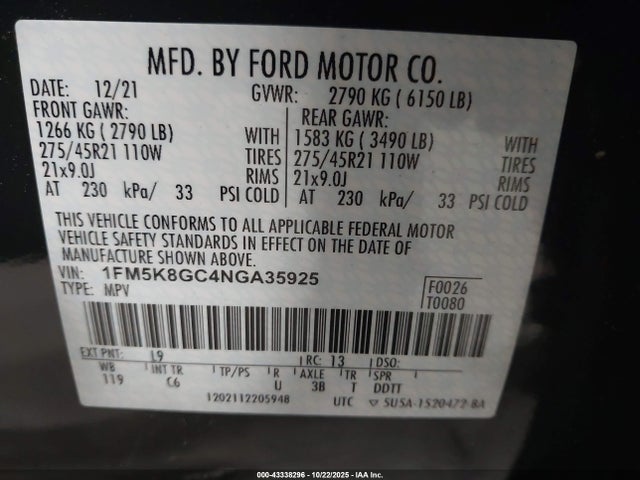 MFD. BY FORD MOTOR CO.
DATE: 12/21 GVWR: 2790 KG ( 6150 LB)
FRONT GAWR: REAR GAWR:
1266 KG ( 2790 LB) WITH 1583 KG ( 3490 LB) WITH
275/45R21 110W TIRES 275/45R21 110W TIRES
21x9.0J RIMS 21x9.0J RIMS
AT 230 kPa/ 33 PSI COLD AT 230 kPa/ 33 PSI COLD
THIS VEHICLE CONFORMS TO ALL APPLICABLE FEDERAL MOTOR
VEHICLE SAFETY STANDARDS IN EFFECT ON THE DATE OF
MANUFACTURE SHOWN ABOVE.
VIN: 1FM5K8GC4NGA35925 F0026
TYPE: MPV T0080
EXT PNT: L9 RC: 13 DSO:
WB INT TR TP/PS R AXLE TR SPR
119 C6 U 3B T DDTT
1202112205948 UTC ▽ SU5A-1520472-BA
000-43338296 - 10/22/2025 - IAA Inc.